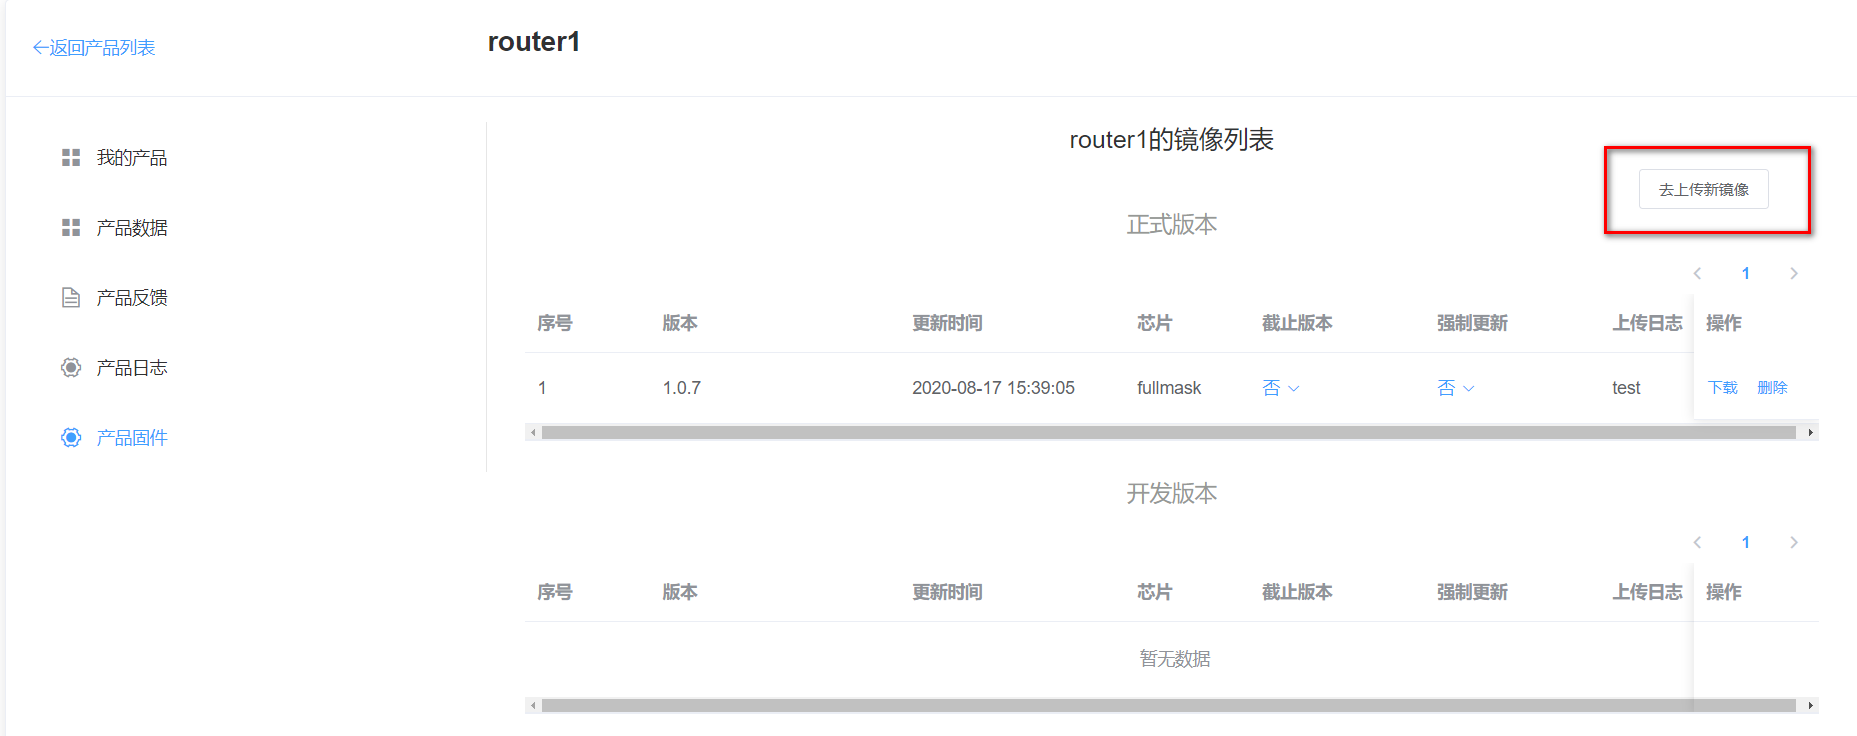 ←返回产品列表
router1
我的产品
产品数据
产品反馈
产品日志
产品固件
router1的镜像列表
去上传新镜像
正式版本
1
序号 版本 更新时间 芯片 截止版本 强制更新 上传日志 操作
1 1.0.7 2020-08-17 15:39:05 fullmask 否 否 test 下载 删除
开发版本
1
序号 版本 更新时间 芯片 截止版本 强制更新 上传日志 操作
暂无数据